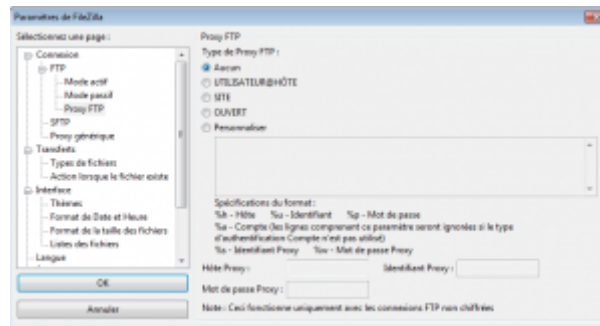 Paramètres de FileZilla
Sélectionnez une page :
Connexion
FTP
Mode actif
Mode passif
Proxy FTP
SFTP
Proxy générique
Transferts
Types de fichiers
Action lorsque le fichier existe
Interface
Thèmes
Format de Date et Heure
Format de la taille des fichiers
Listes des fichiers
Langue
OK
Annuler
Proxy FTP
Type de Proxy FTP :
Aucun
UTILISATEUR@HÔTE
SITE
OUVERT
Personnaliser
Spécifications du format :
%h - Hôte %u - Identifiant %p - Mot de passe
%a - Compte (les lignes comprenant ce paramètre seront ignorées si le type
d'authentification Compte n'est pas utilisé)
%s - Identifiant Proxy %w - Mot de passe Proxy
Hôte Proxy : Identifiant Proxy :
Mot de passe Proxy :
Note : Ceci fonctionne uniquement avec les connexions FTP non chiffrées